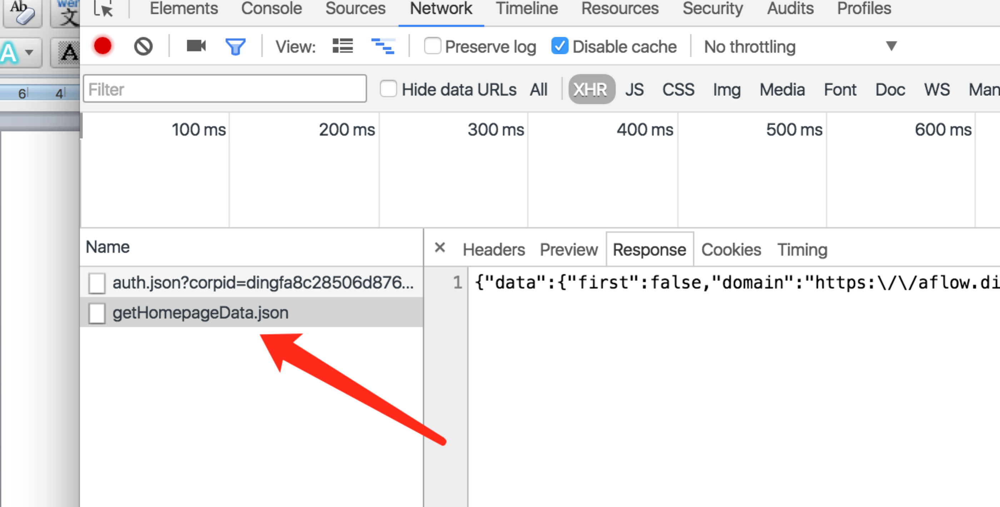 Ab
文
A A
6 4
Elements Console Sources Network Timeline Resources Security Audits Profiles
View: Preserve log Disable cache No throttling
Filter Hide data URLs All XHR JS CSS Img Media Font Doc WS Man
100 ms 200 ms 300 ms 400 ms 500 ms 600 ms
Name
× Headers Preview Response Cookies Timing
auth.json?corpid=dingfa8c28506d876...
1 {"data":{"first":false,"domain":"https:\/\/aflow.di
getHomepageData.json